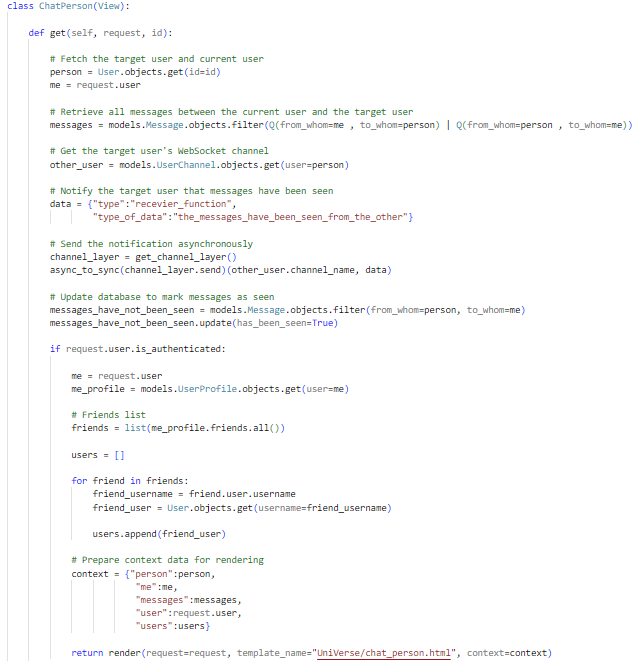 class ChatPerson(View):
def get(self, request, id):
# Fetch the target user and current user
person = User.objects.get(id=id)
me = request.user
# Retrieve all messages between the current user and the target user
messages = models.Message.objects.filter(Q(from_whom=me , to_whom=person) | Q(from_whom=person , to_whom=me))
# Get the target user's WebSocket channel
other_user = models.UserChannel.objects.get(user=person)
# Notify the target user that messages have been seen
data = {"type":"recevier_function",
"type_of_data":"the_messages_have_been_seen_from_the_other"}
# Send the notification asynchronously
channel_layer = get_channel_layer()
async_to_sync(channel_layer.send)(other_user.channel_name, data)
# Update database to mark messages as seen
messages_have_not_been_seen = models.Message.objects.filter(from_whom=person, to_whom=me)
messages_have_not_been_seen.update(has_been_seen=True)
if request.user.is_authenticated:
me = request.user
me_profile = models.UserProfile.objects.get(user=me)
# Friends list
friends = list(me_profile.friends.all())
users = []
for friend in friends:
friend_username = friend.user.username
friend_user = User.objects.get(username=friend_username)
users.append(friend_user)
# Prepare context data for rendering
context = {"person":person,
"me":me,
"messages":messages,
"user":request.user,
"users":users}
return render(request=request, template_name="UniVerse/chat_person.html", context=context)